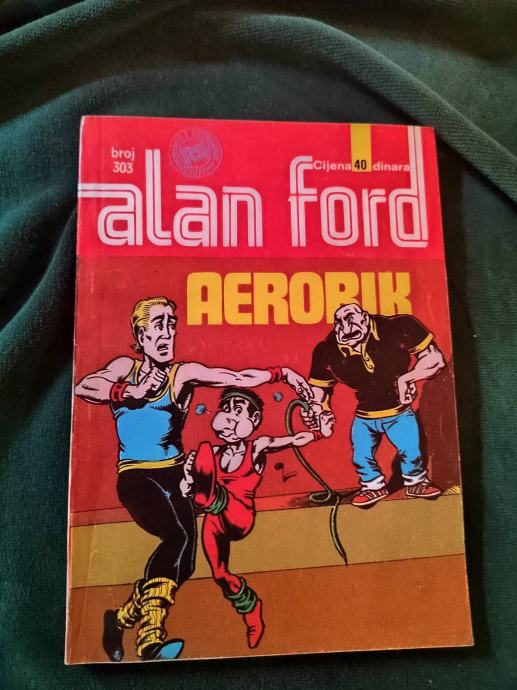 broj
303
Cijena 40 dinara
alan ford
AEROBIK